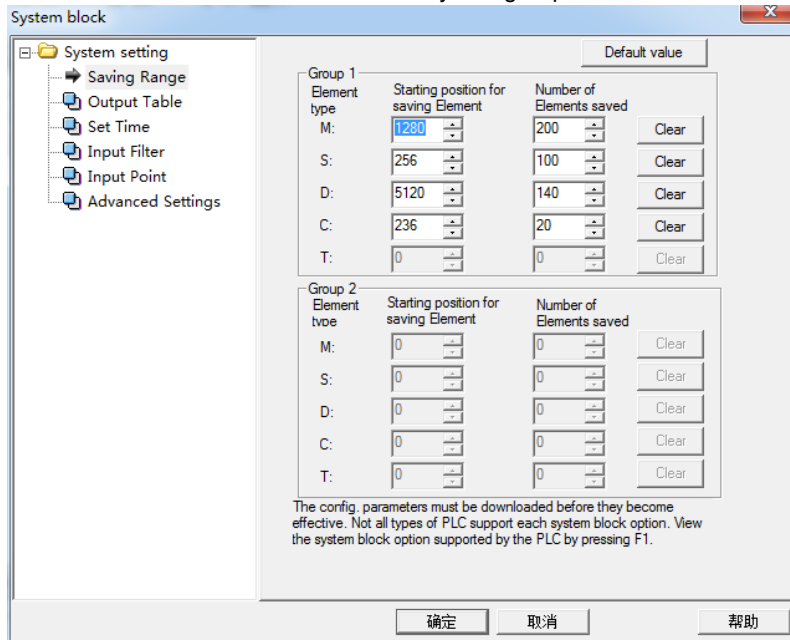 System block
System setting
Saving Range
Output Table
Set Time
Input Filter
Input Point
Advanced Settings
Default value
Group 1
Element type
Starting position for saving Element
Number of Elements saved
M: 1280 200 Clear
S: 256 100 Clear
D: 5120 140 Clear
C: 236 20 Clear
T: 0 0 Clear
Group 2
Element type
Starting position for saving Element
Number of Elements saved
M: 0 0 Clear
S: 0 0 Clear
D: 0 0 Clear
C: 0 0 Clear
T: 0 0 Clear
The config. parameters must be downloaded before they become
effective. Not all types of PLC support each system block option. View
the system block option supported by the PLC by pressing F1.
确定 取消 帮助